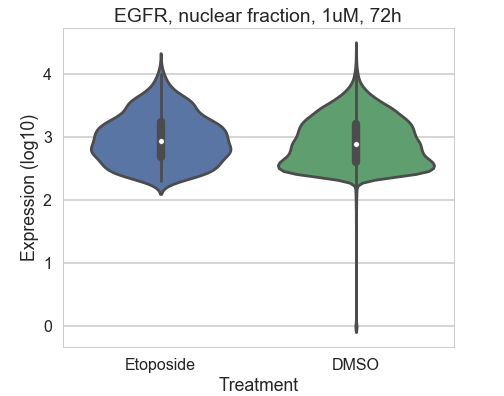 EGFR, nuclear fraction, 1uM, 72h
Expression (log10)
4
3
2
1
0
Etoposide DMSO
Treatment